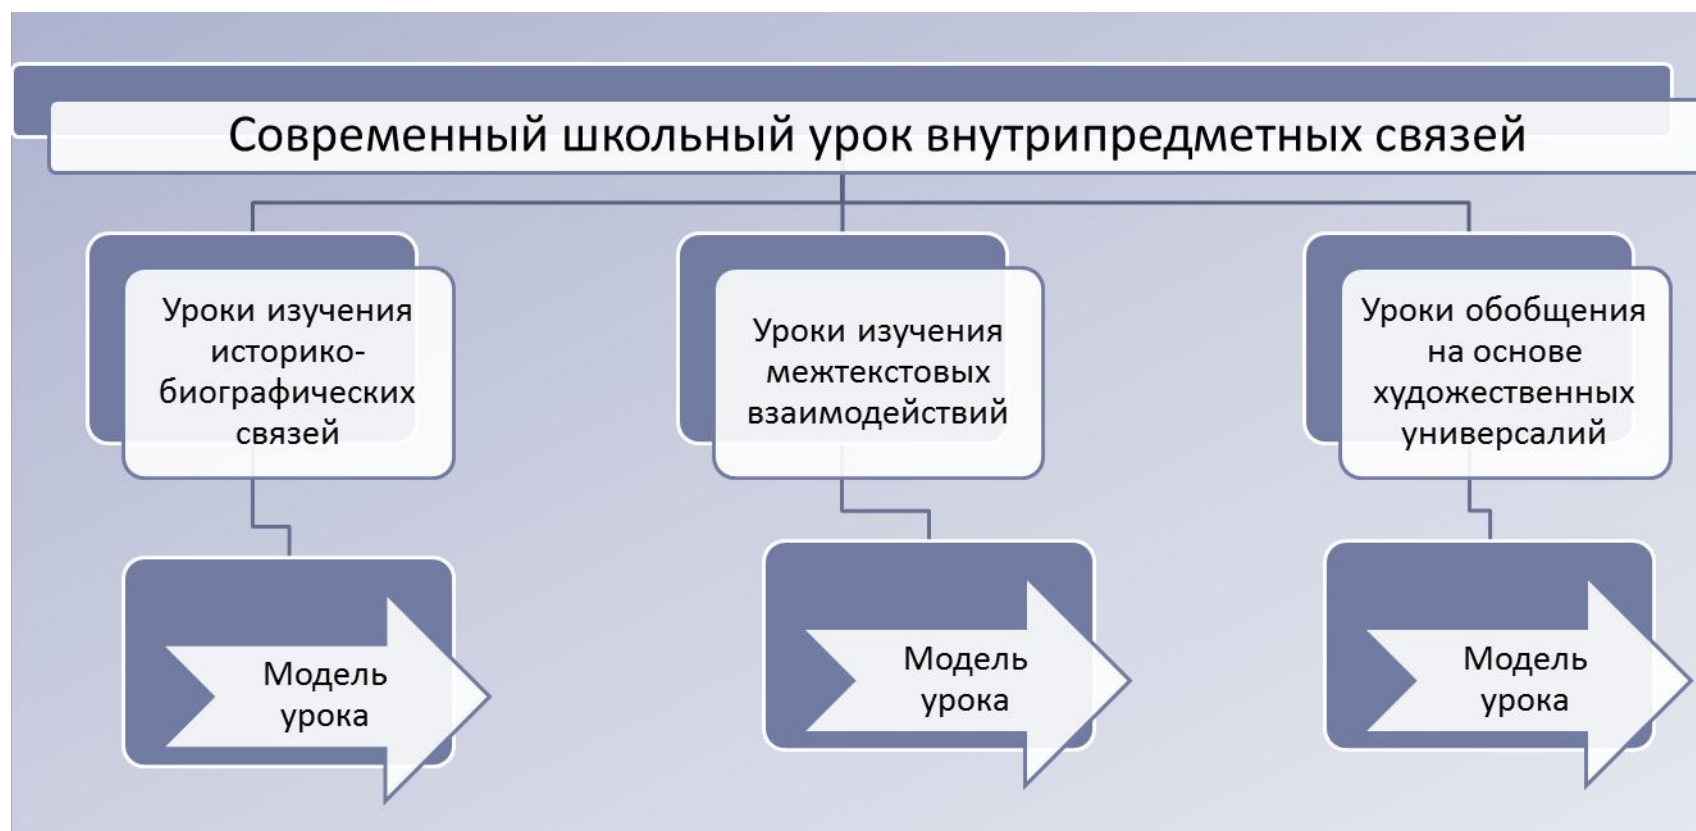 Современный школьный урок внутрипредметных связей
Уроки изучения
историко-
биографических
связей
Уроки изучения
межтекстовых
взаимодействий
Уроки обобщения
на основе
художественных
универсалий
Модель
урока
Модель
урока
Модель
урока